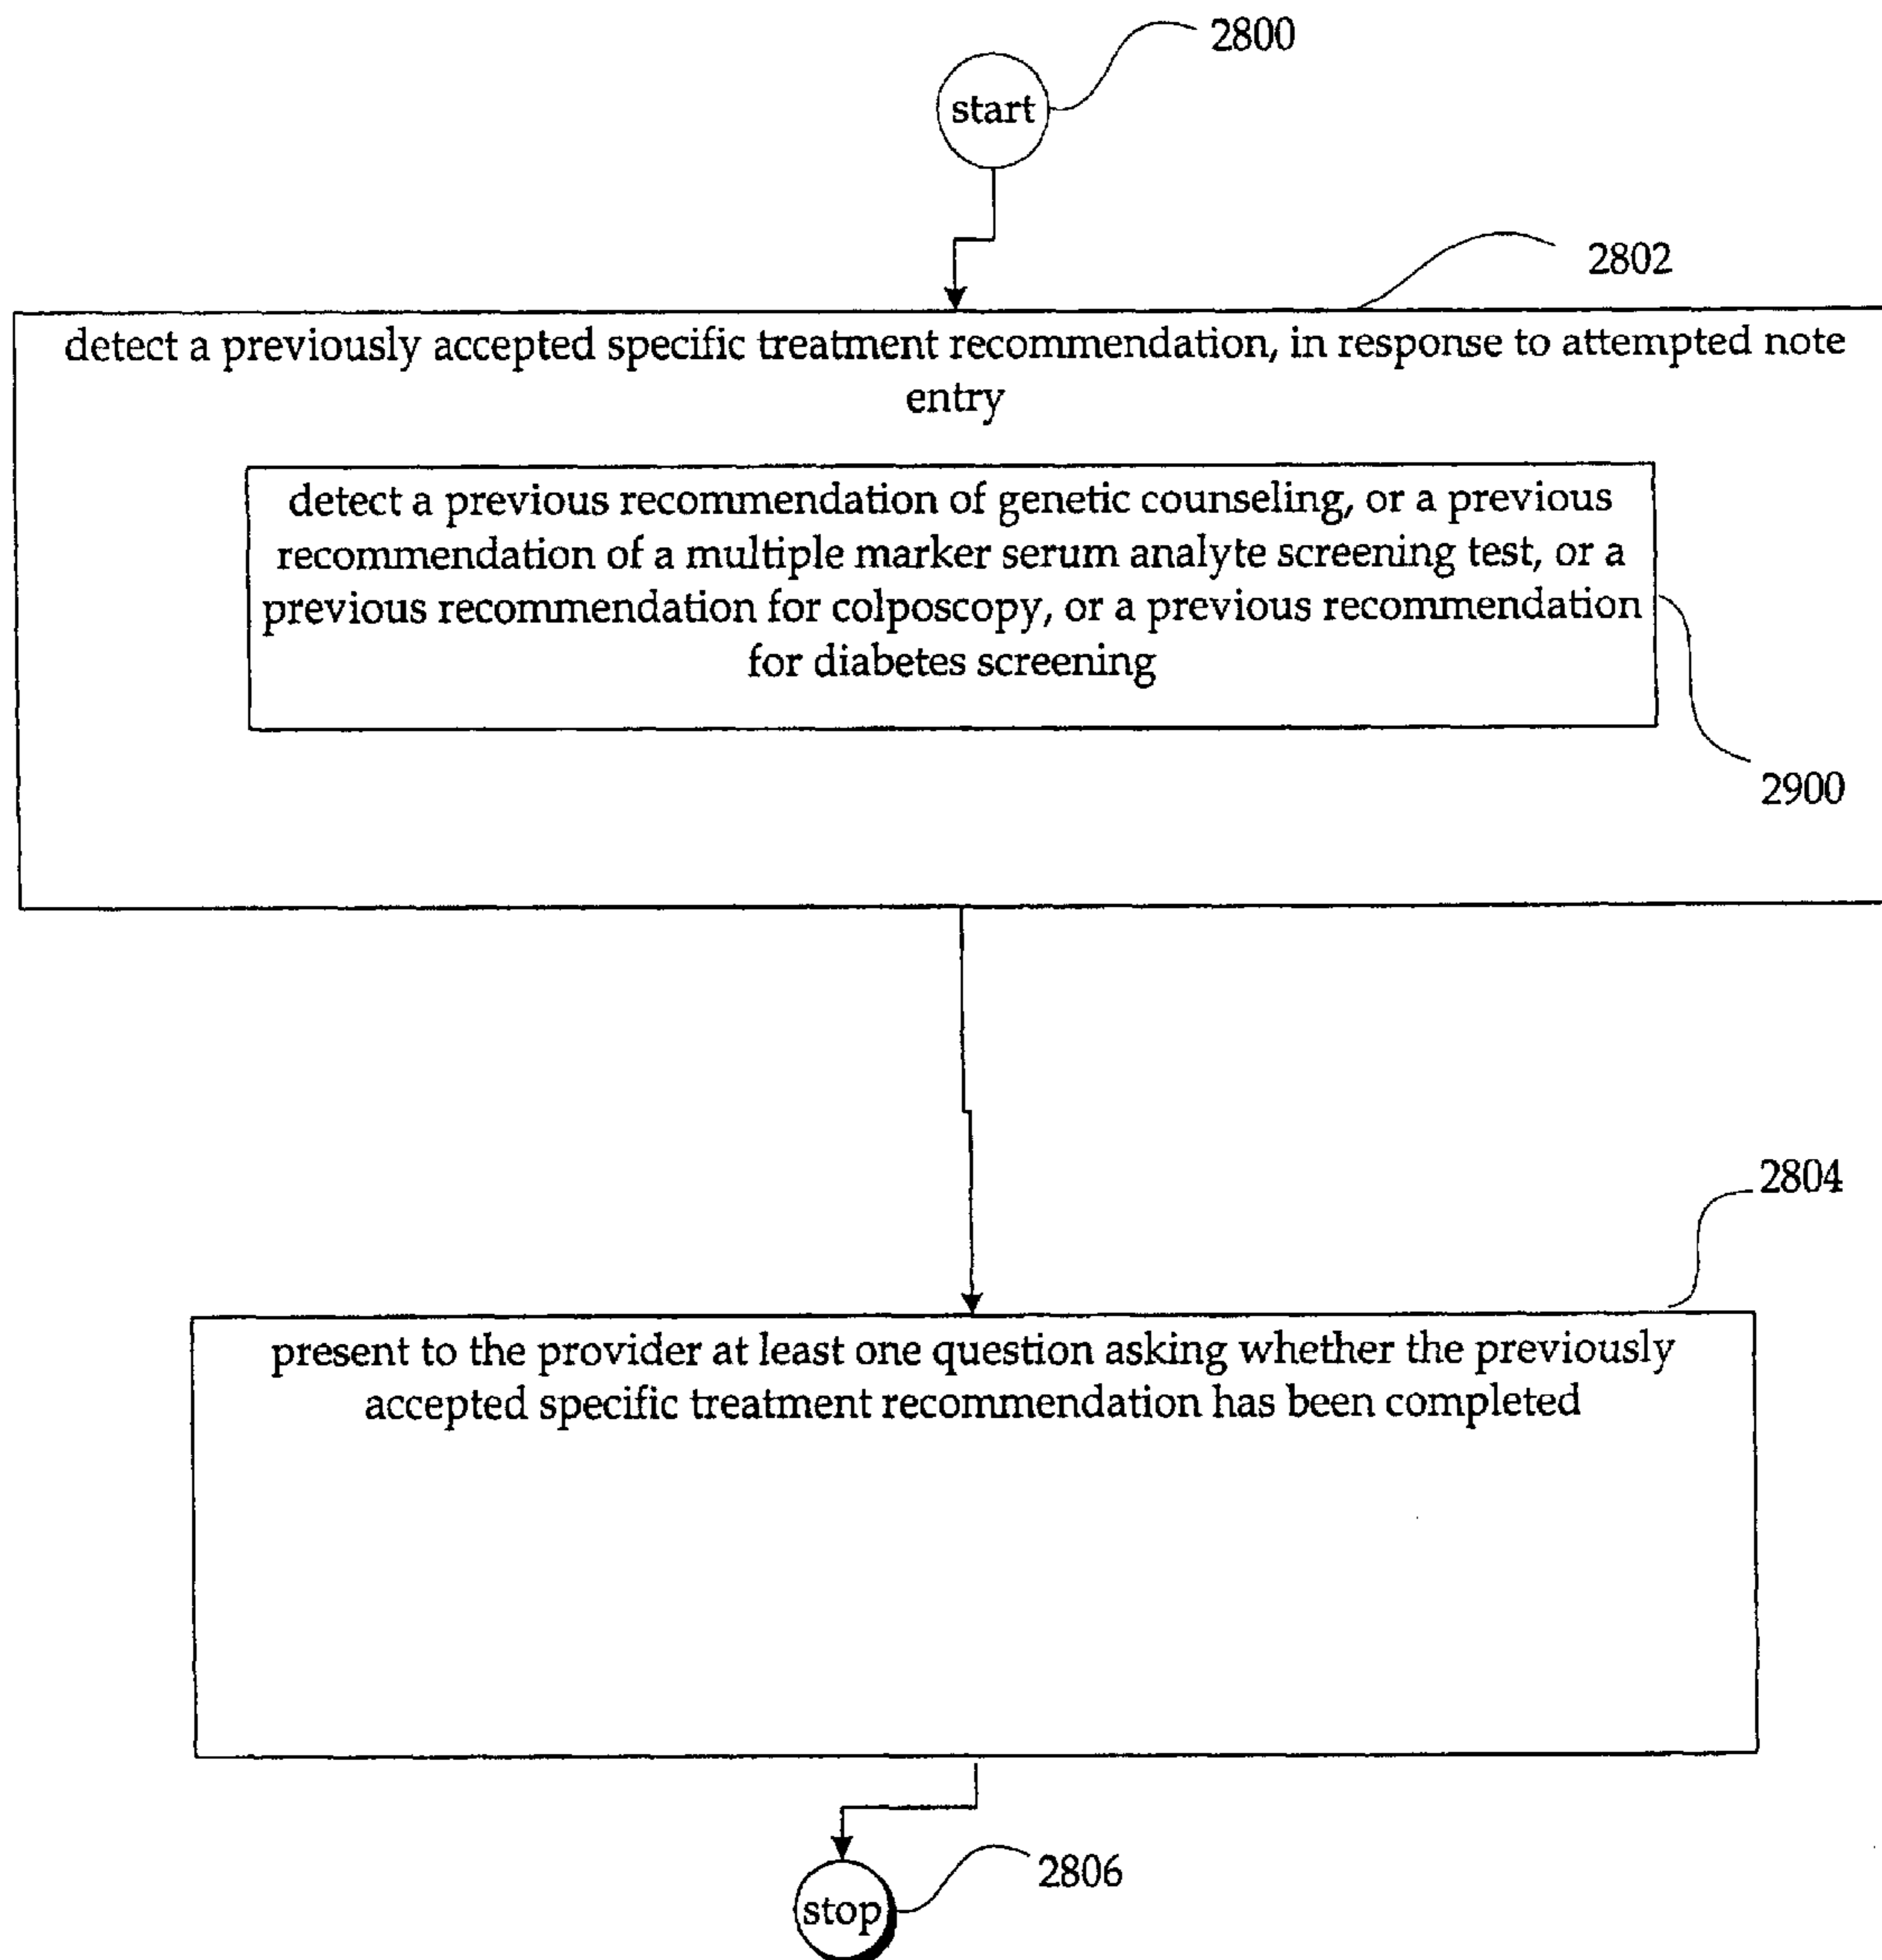 2800
start
2802
detect a previously accepted specific treatment recommendation, in response to attempted note
entry
detect a previous recommendation of genetic counseling, or a previous
recommendation of a multiple marker serum analyte screening test, or a
previous recommendation for colposcopy, or a previous recommendation
for diabetes screening
2900
2804
present to the provider at least one question asking whether the previously
accepted specific treatment recommendation has been completed
2806
stop